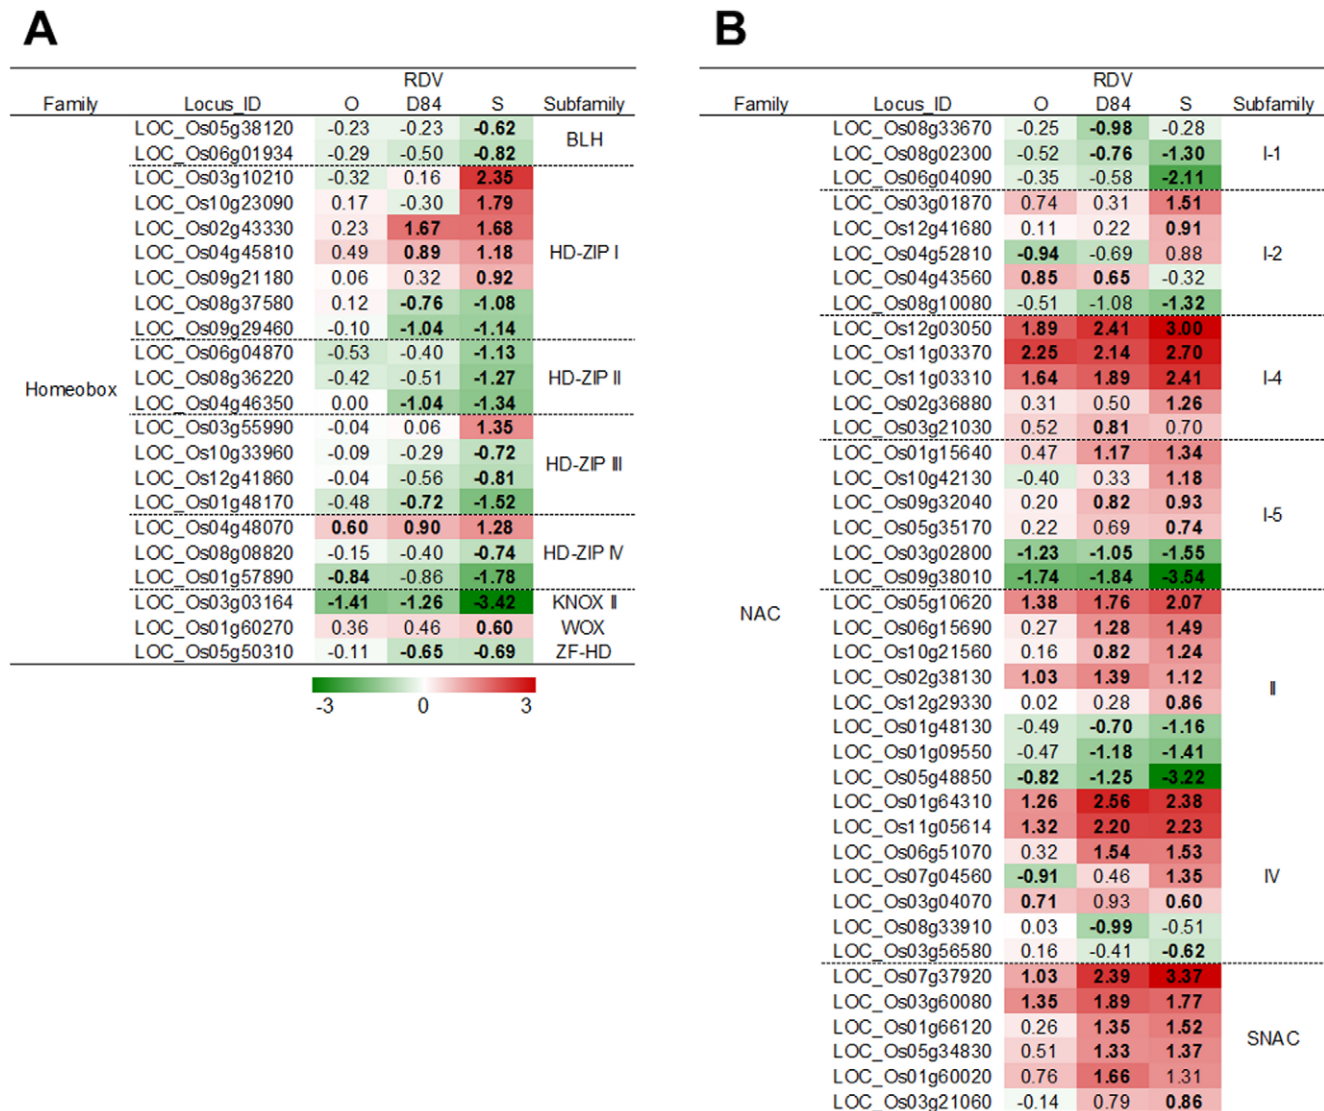 A
RDV
Family Locus_ID O D84 S Subfamily
LOC_Os05g38120 -0.23 -0.23 -0.62
BLH
LOC_Os06g01934 -0.29 -0.50 -0.82
LOC_Os03g10210 -0.32 0.16 2.35
LOC_Os10g23090 0.17 -0.30 1.79
LOC_Os02g43330 0.23 1.67 1.68
LOC_Os04g45810 0.49 0.89 1.18 HD-ZIP I
LOC_Os09g21180 0.06 0.32 0.92
LOC_Os08g37580 0.12 -0.76 -1.08
LOC_Os09g29460 -0.10 -1.04 -1.14
LOC_Os06g04870 -0.53 -0.40 -1.13
LOC_Os08g36220 -0.42 -0.51 -1.27 HD-ZIP II
Homeobox
LOC_Os04g46350 0.00 -1.04 -1.34
LOC_Os03g55990 -0.04 0.06 1.35
LOC_Os10g33960 -0.09 -0.29 -0.72
HD-ZIP III
LOC_Os12g41860 -0.04 -0.56 -0.81
LOC_Os01g48170 -0.48 -0.72 -1.52
LOC_Os04g48070 0.60 0.90 1.28
LOC_Os08g08820 -0.15 -0.40 -0.74 HD-ZIP IV
LOC_Os01g57890 -0.84 -0.86 -1.78
LOC_Os03g03164 -1.41 -1.26 -3.42 KNOX II
LOC_Os01g60270 0.36 0.46 0.60 WOX
LOC_Os05g50310 -0.11 -0.65 -0.69 ZF-HD
-3 0 3
B
RDV
Family Locus_ID O D84 S Subfamily
LOC_Os08g33670 -0.25 -0.98 -0.28
LOC_Os08g02300 -0.52 -0.76 -1.30 I-1
LOC_Os06g04090 -0.35 -0.58 -2.11
LOC_Os03g01870 0.74 0.31 1.51
LOC_Os12g41680 0.11 0.22 0.91
LOC_Os04g52810 -0.94 -0.69 0.88 I-2
LOC_Os04g43560 0.85 0.65 -0.32
LOC_Os08g10080 -0.51 -1.08 -1.32
LOC_Os12g03050 1.89 2.41 3.00
LOC_Os11g03370 2.25 2.14 2.70
LOC_Os11g03310 1.64 1.89 2.41 I-4
LOC_Os02g36880 0.31 0.50 1.26
LOC_Os03g21030 0.52 0.81 0.70
LOC_Os01g15640 0.47 1.17 1.34
LOC_Os10g42130 -0.40 0.33 1.18
LOC_Os09g32040 0.20 0.82 0.93
I-5
LOC_Os05g35170 0.22 0.69 0.74
LOC_Os03g02800 -1.23 -1.05 -1.55
LOC_Os09g38010 -1.74 -1.84 -3.54
LOC_Os05g10620 1.38 1.76 2.07
NAC
LOC_Os06g15690 0.27 1.28 1.49
LOC_Os10g21560 0.16 0.82 1.24
LOC_Os02g38130 1.03 1.39 1.12
II
LOC_Os12g29330 0.02 0.28 0.86
LOC_Os01g48130 -0.49 -0.70 -1.16
LOC_Os01g09550 -0.47 -1.18 -1.41
LOC_Os05g48850 -0.82 -1.25 -3.22
LOC_Os01g64310 1.26 2.56 2.38
LOC_Os11g05614 1.32 2.20 2.23
LOC_Os06g51070 0.32 1.54 1.53
LOC_Os07g04560 -0.91 0.46 1.35 IV
LOC_Os03g04070 0.71 0.93 0.60
LOC_Os08g33910 0.03 -0.99 -0.51
LOC_Os03g56580 0.16 -0.41 -0.62
LOC_Os07g37920 1.03 2.39 3.37
LOC_Os03g60080 1.35 1.89 1.77
LOC_Os01g66120 0.26 1.35 1.52
SNAC
LOC_Os05g34830 0.51 1.33 1.37
LOC_Os01g60020 0.76 1.66 1.31
LOC_Os03g21060 -0.14 0.79 0.86